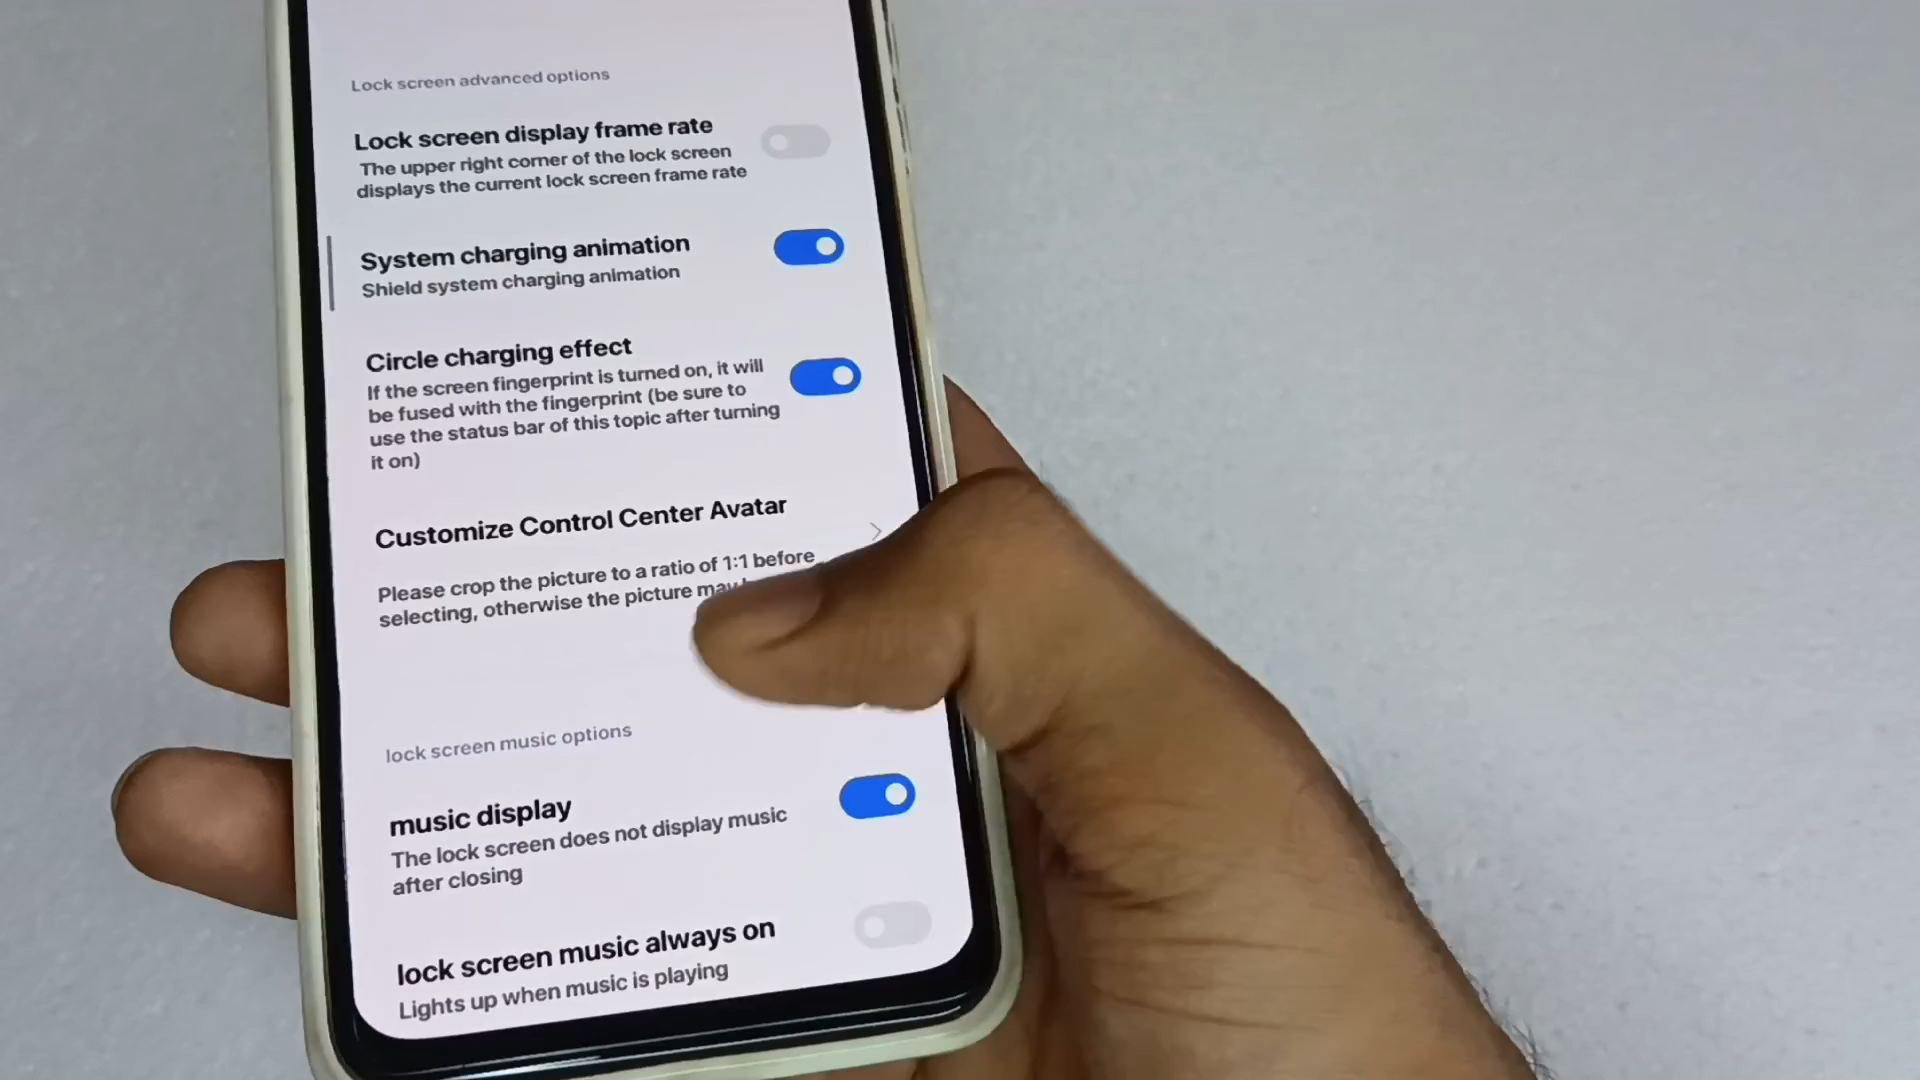 Lock screen advanced options
Lock screen display frame rate
The upper right corner of the lock screen
displays the current lock screen frame rate
System charging animation
Shield system charging animation
Circle charging effect
If the screen fingerprint is turned on, it will
be fused with the fingerprint (be sure to
use the status bar of this topic after turning
it on)
Customize Control Center Avatar
Please crop the picture to a ratio of 1:1 before
selecting, otherwise the picture may
lock screen music options
music display
The lock screen does not display music
after closing
lock screen music always on
Lights up when music is playing